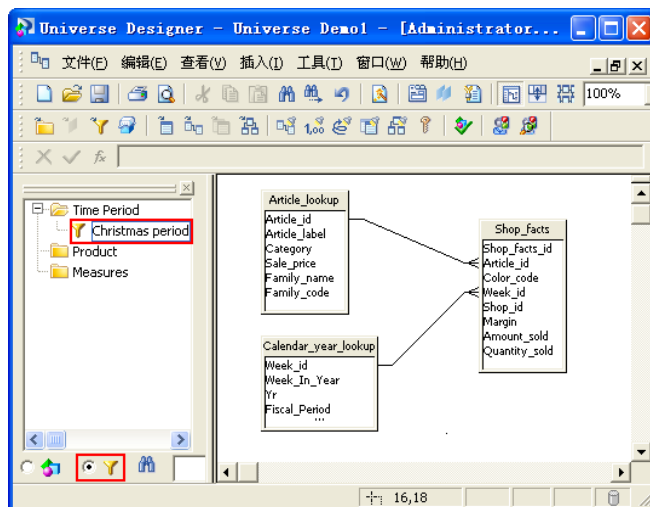 Universe Designer - Universe Demo1 - [Administrator...
文件(F) 编辑(E) 查看(V) 插入(I) 工具(T) 窗口(W) 帮助(H)
100%
Time Period
Christmas period
Product
Measures
Article_lookup
Article_id
Article_label
Category
Sale_price
Family_name
Family_code
Calendar_year_lookup
Week_id
Week_In_Year
Yr
Fiscal_Period
...
Shop_facts
Shop_facts_id
Article_id
Color_code
Week_id
Shop_id
Margin
Amount_sold
Quantity_sold
16,18